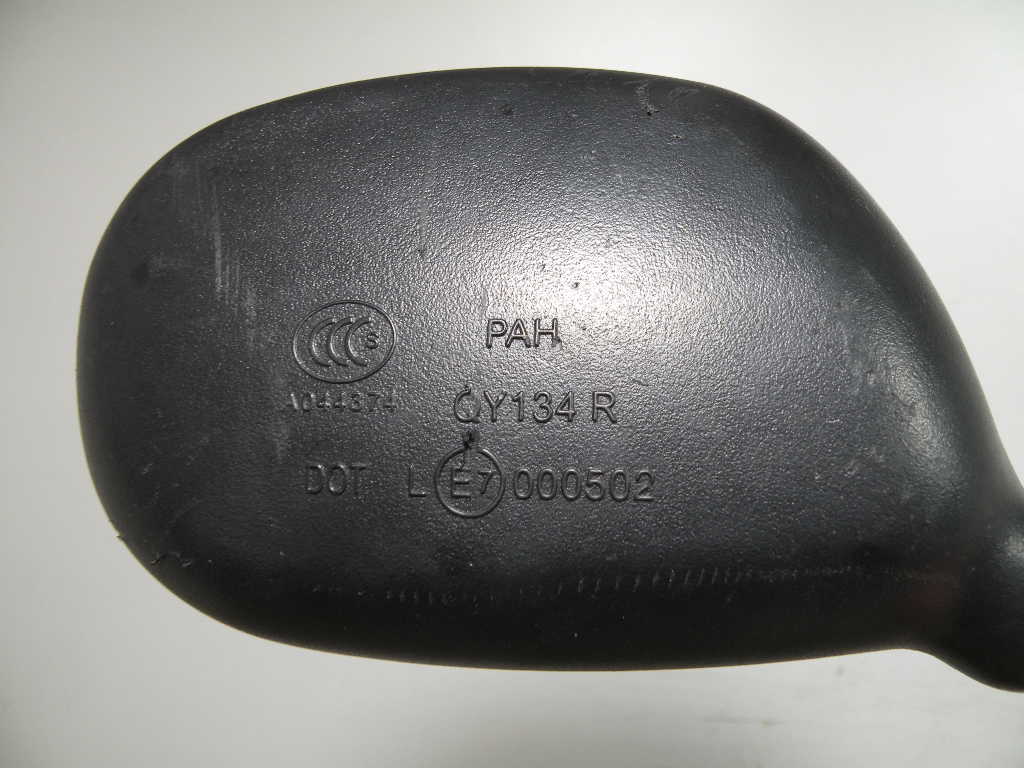 CCC S
PAH
A044374
QY134 R
DOT L E7 000502